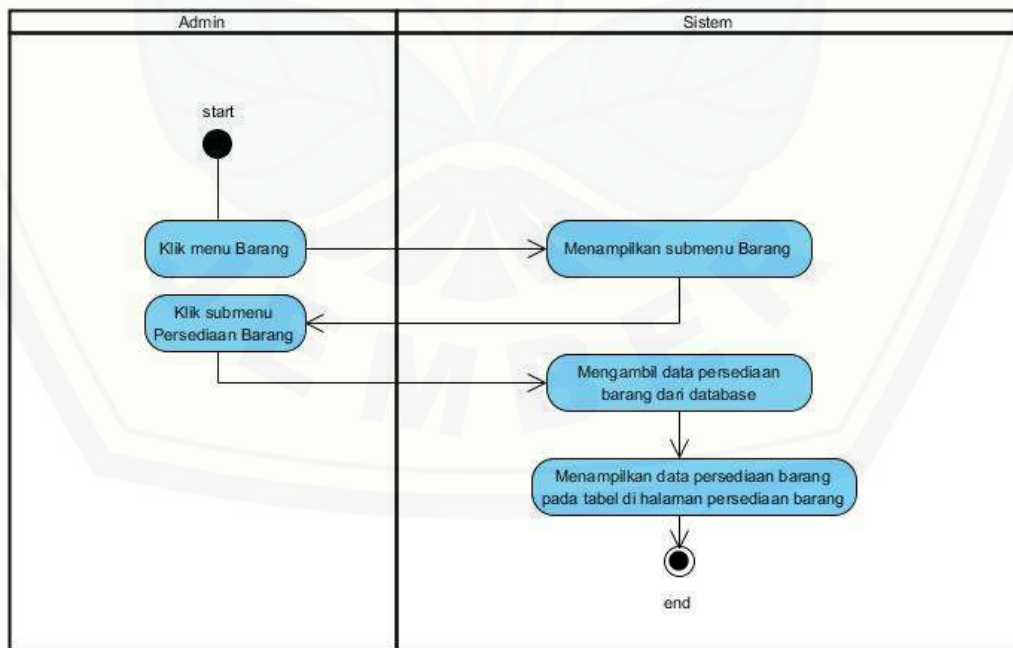 Admin
Sistem
start
Klik menu Barang
Menampilkan submenu Barang
Klik submenu
Persediaan Barang
Mengambil data persediaan
barang dari database
Menampilkan data persediaan barang
pada tabel di halaman persediaan barang
end
JEMBER